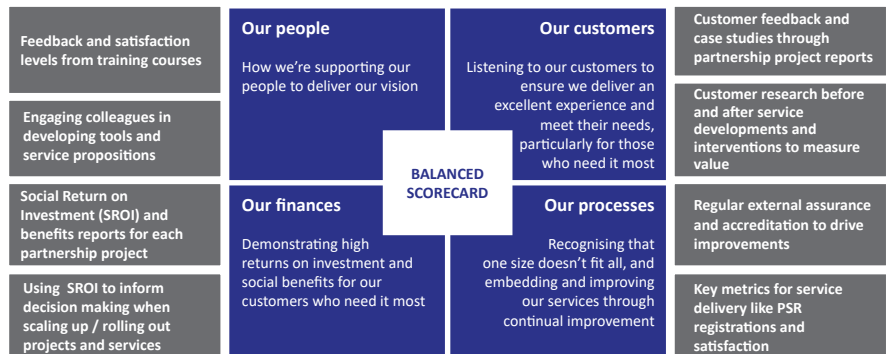 Feedback and satisfaction
levels from training courses
Engaging colleagues in
developing tools and
service propositions
Social Return on
Investment (SROI) and
benefits reports for each
partnership project
Using SROI to inform
decision making when
scaling up / rolling out
projects and services
Our people
How we're supporting our
people to deliver our vision
Our customers
Listening to our customers to
ensure we deliver an
excellent experience and
meet their needs,
particularly for those
who need it most
BALANCED
SCORECARD
Our finances
Demonstrating high
returns on investment and
social benefits for our
customers who need it most
Our processes
Recognising that
one size doesn't fit all, and
embedding and improving
our services through
continual improvement
Customer feedback and
case studies through
partnership project reports
Customer research before
and after service
developments and
interventions to measure
value
Regular external assurance
and accreditation to drive
improvements
Key metrics for service
delivery like PSR
registrations and
satisfaction